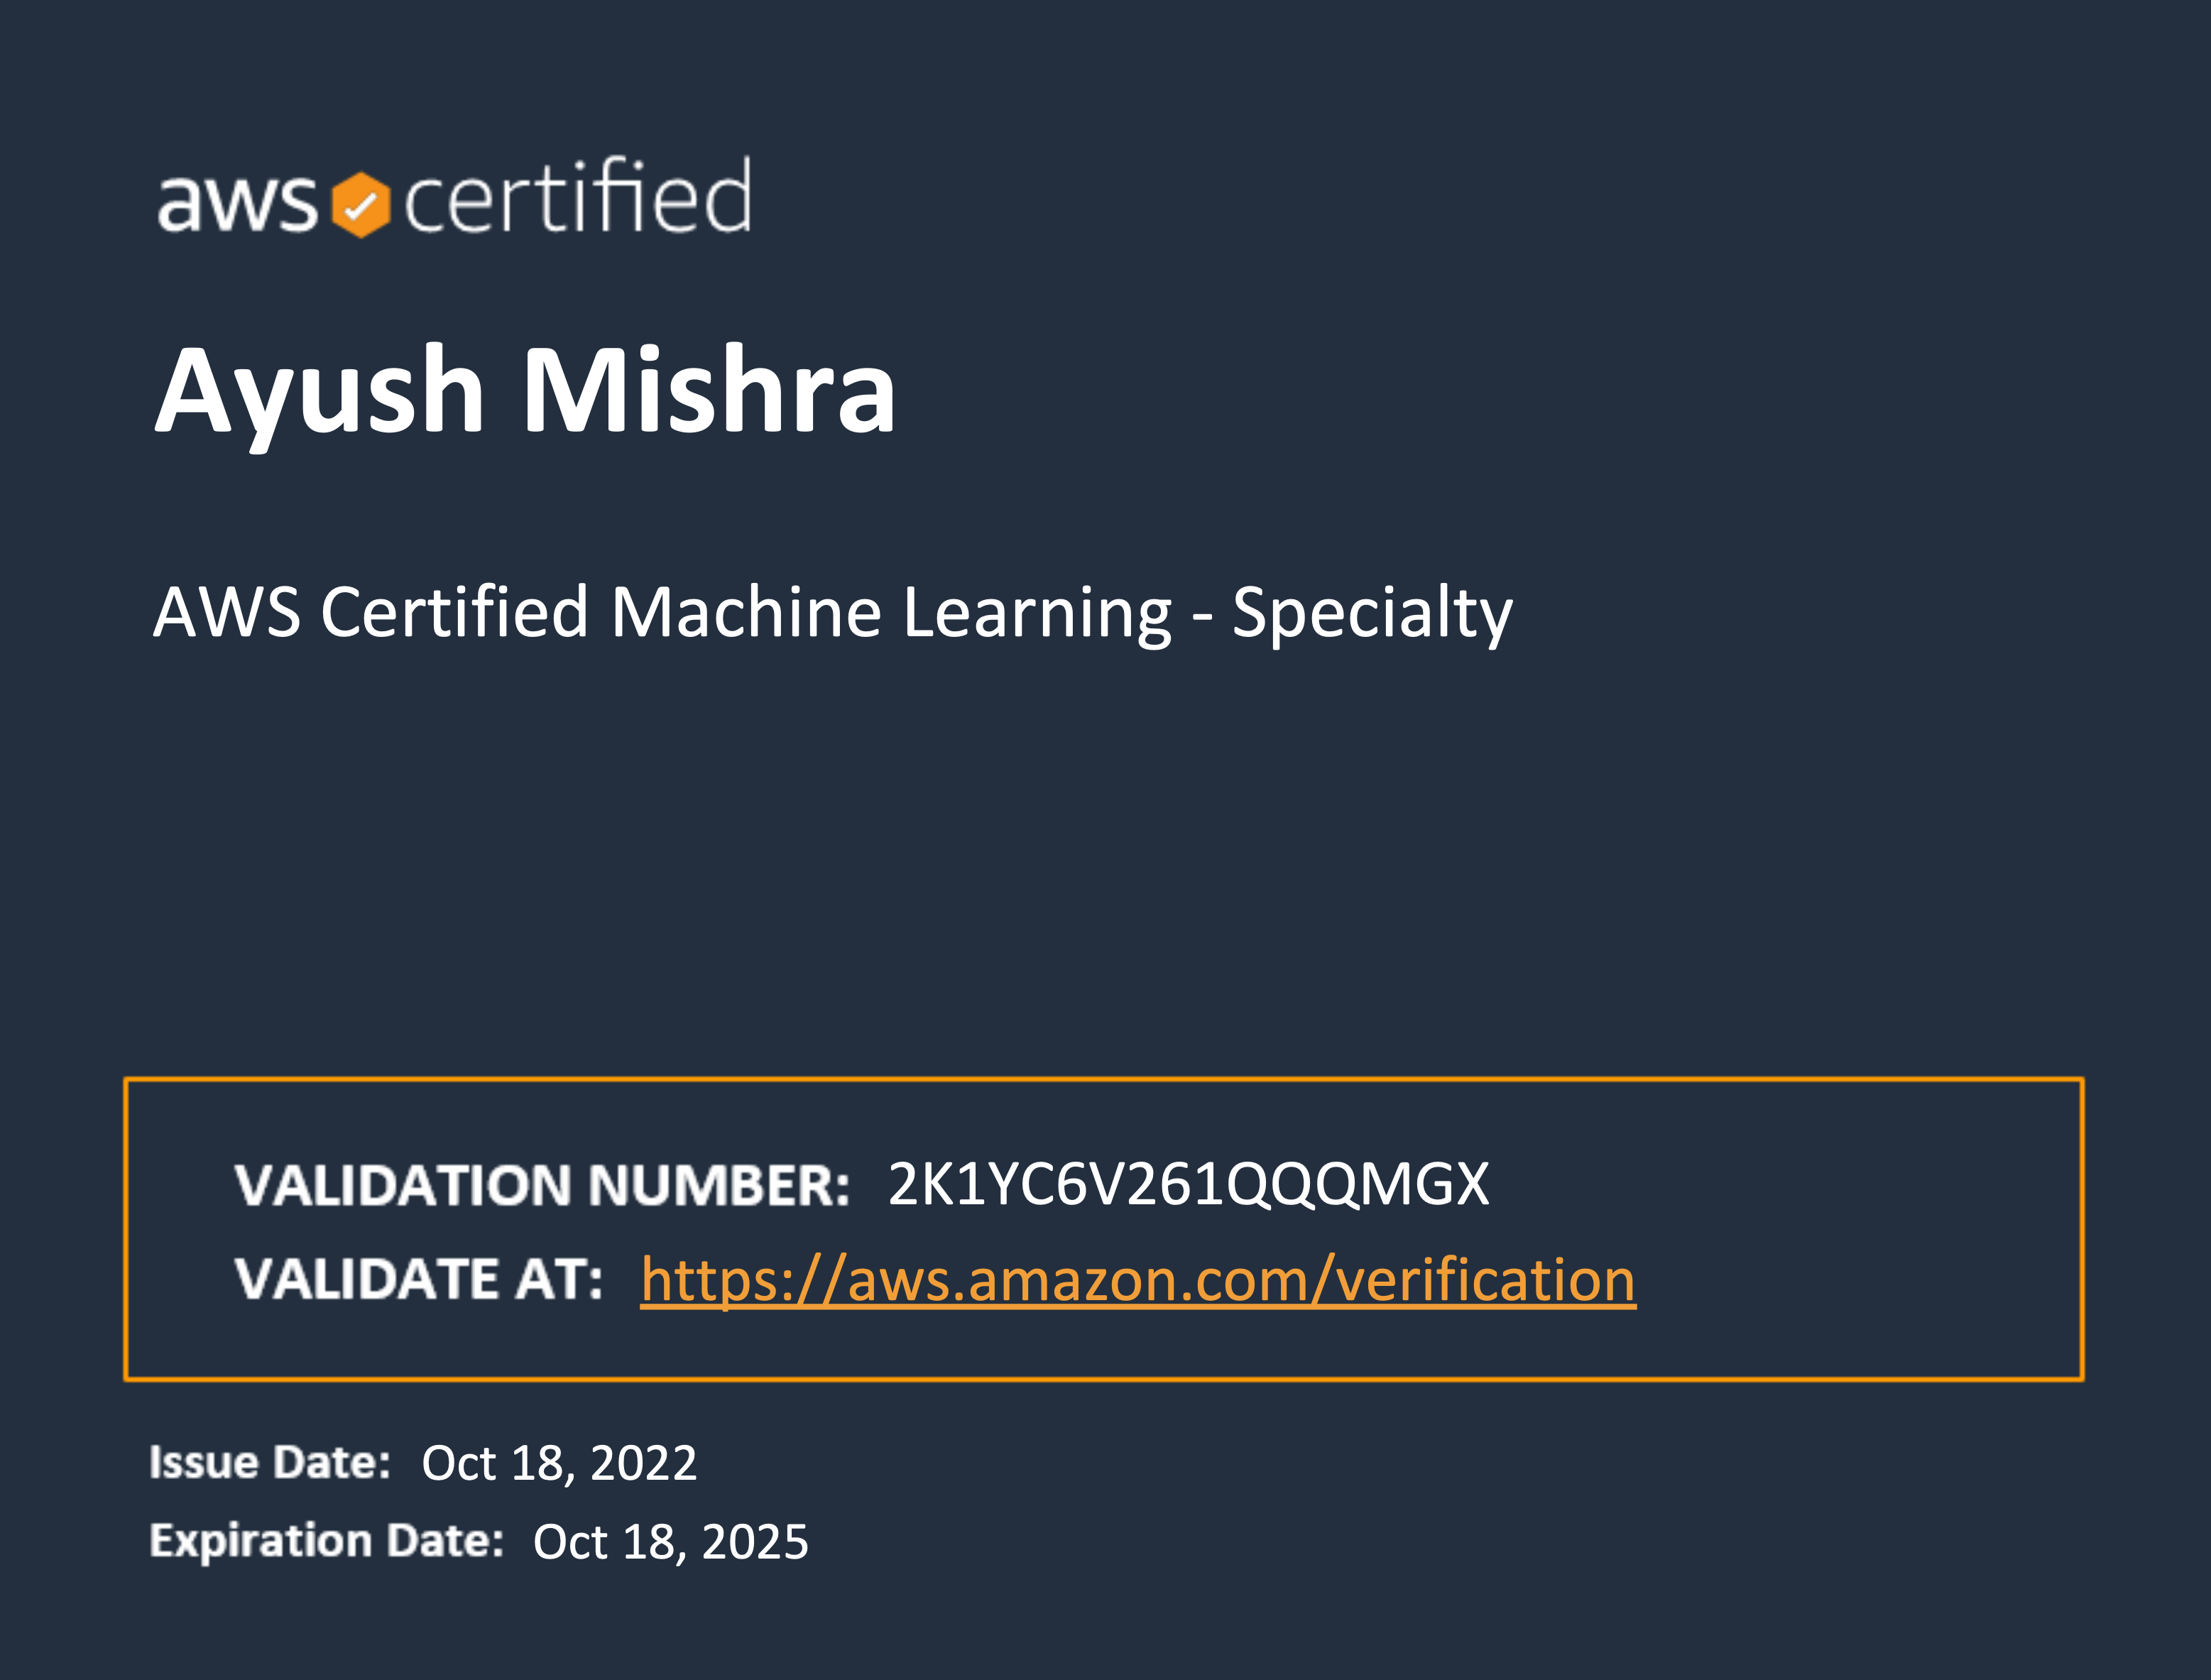 aws certified
Ayush Mishra
AWS Certified Machine Learning - Specialty
VALIDATION NUMBER: 2K1YC6V261QQQMGX
VALIDATE AT: https://aws.amazon.com/verification
Issue Date: Oct 18, 2022
Expiration Date: Oct 18, 2025